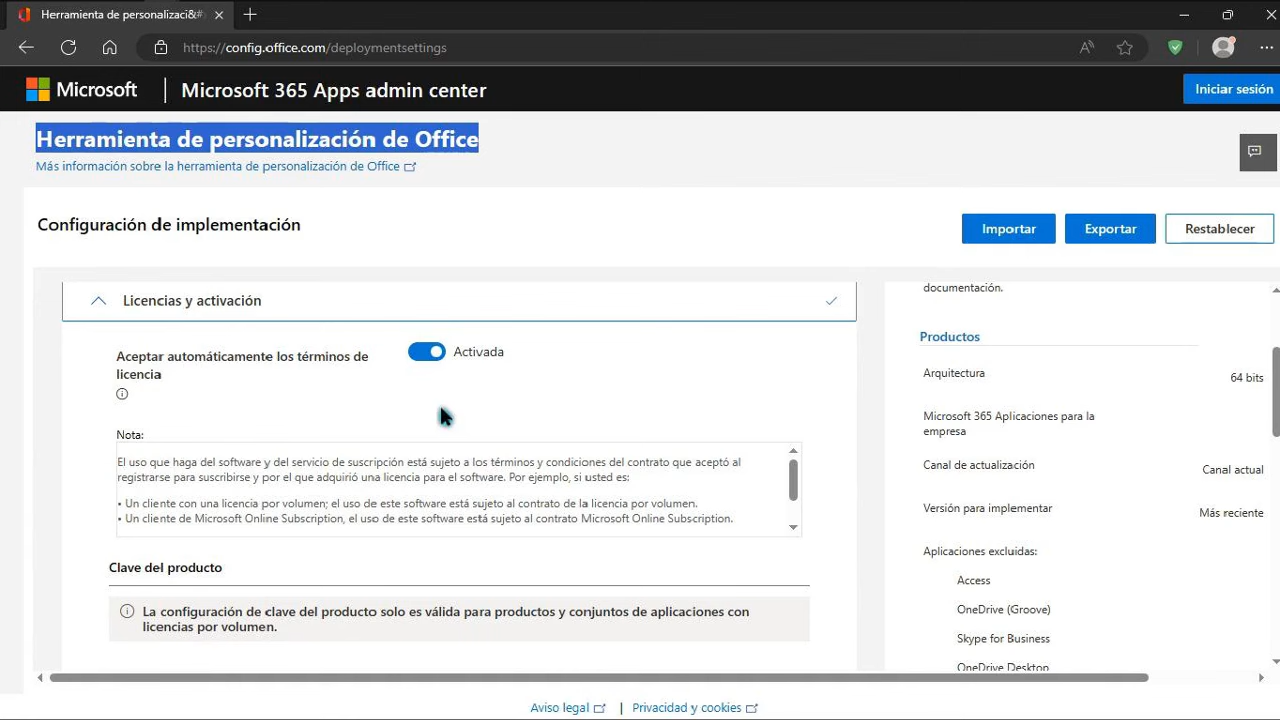 Herramienta de personalizaci&#
https://config.office.com/deploymentsettings
Microsoft
Microsoft 365 Apps admin center
Iniciar sesión
Herramienta de personalización de Office
Más información sobre la herramienta de personalización de Office
Configuración de implementación
Importar
Exportar
Restablecer
Licencias y activación
Aceptar automáticamente los términos de
licencia
Activada
Nota:
El uso que haga del software y del servicio de suscripción está sujeto a los términos y condiciones del contrato que aceptó al
registrarse para suscribirse y por el que adquirió una licencia para el software. Por ejemplo, si usted es:
• Un cliente con una licencia por volumen; el uso de este software está sujeto al contrato de la licencia por volumen.
• Un cliente de Microsoft Online Subscription, el uso de este software está sujeto al contrato Microsoft Online Subscription.
Clave del producto
La configuración de clave del producto solo es válida para productos y conjuntos de aplicaciones con
licencias por volumen.
documentación.
Productos
Arquitectura
64 bits
Microsoft 365 Aplicaciones para la
empresa
Canal de actualización
Canal actual
Versión para implementar
Más reciente
Aplicaciones excluidas:
Access
OneDrive (Groove)
Skype for Business
OneDrive Desktop
Aviso legal
|
Privacidad y cookies